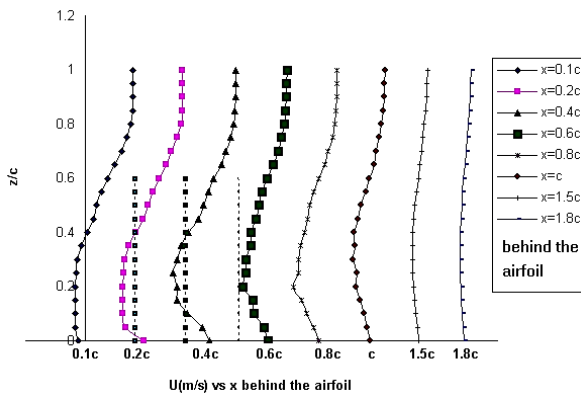 1.2
1
0.8
0.6
0.4
0.2
0
z/c
0.1c 0.2c 0.4c 0.6c 0.8c c 1.5c 1.8c
U(m/s) vs x behind the airfoil
x=0.1c
x=0.2c
x=0.4c
x=0.6c
x=0.8c
x=c
x=1.5c
x=1.8c
behind the
airfoil